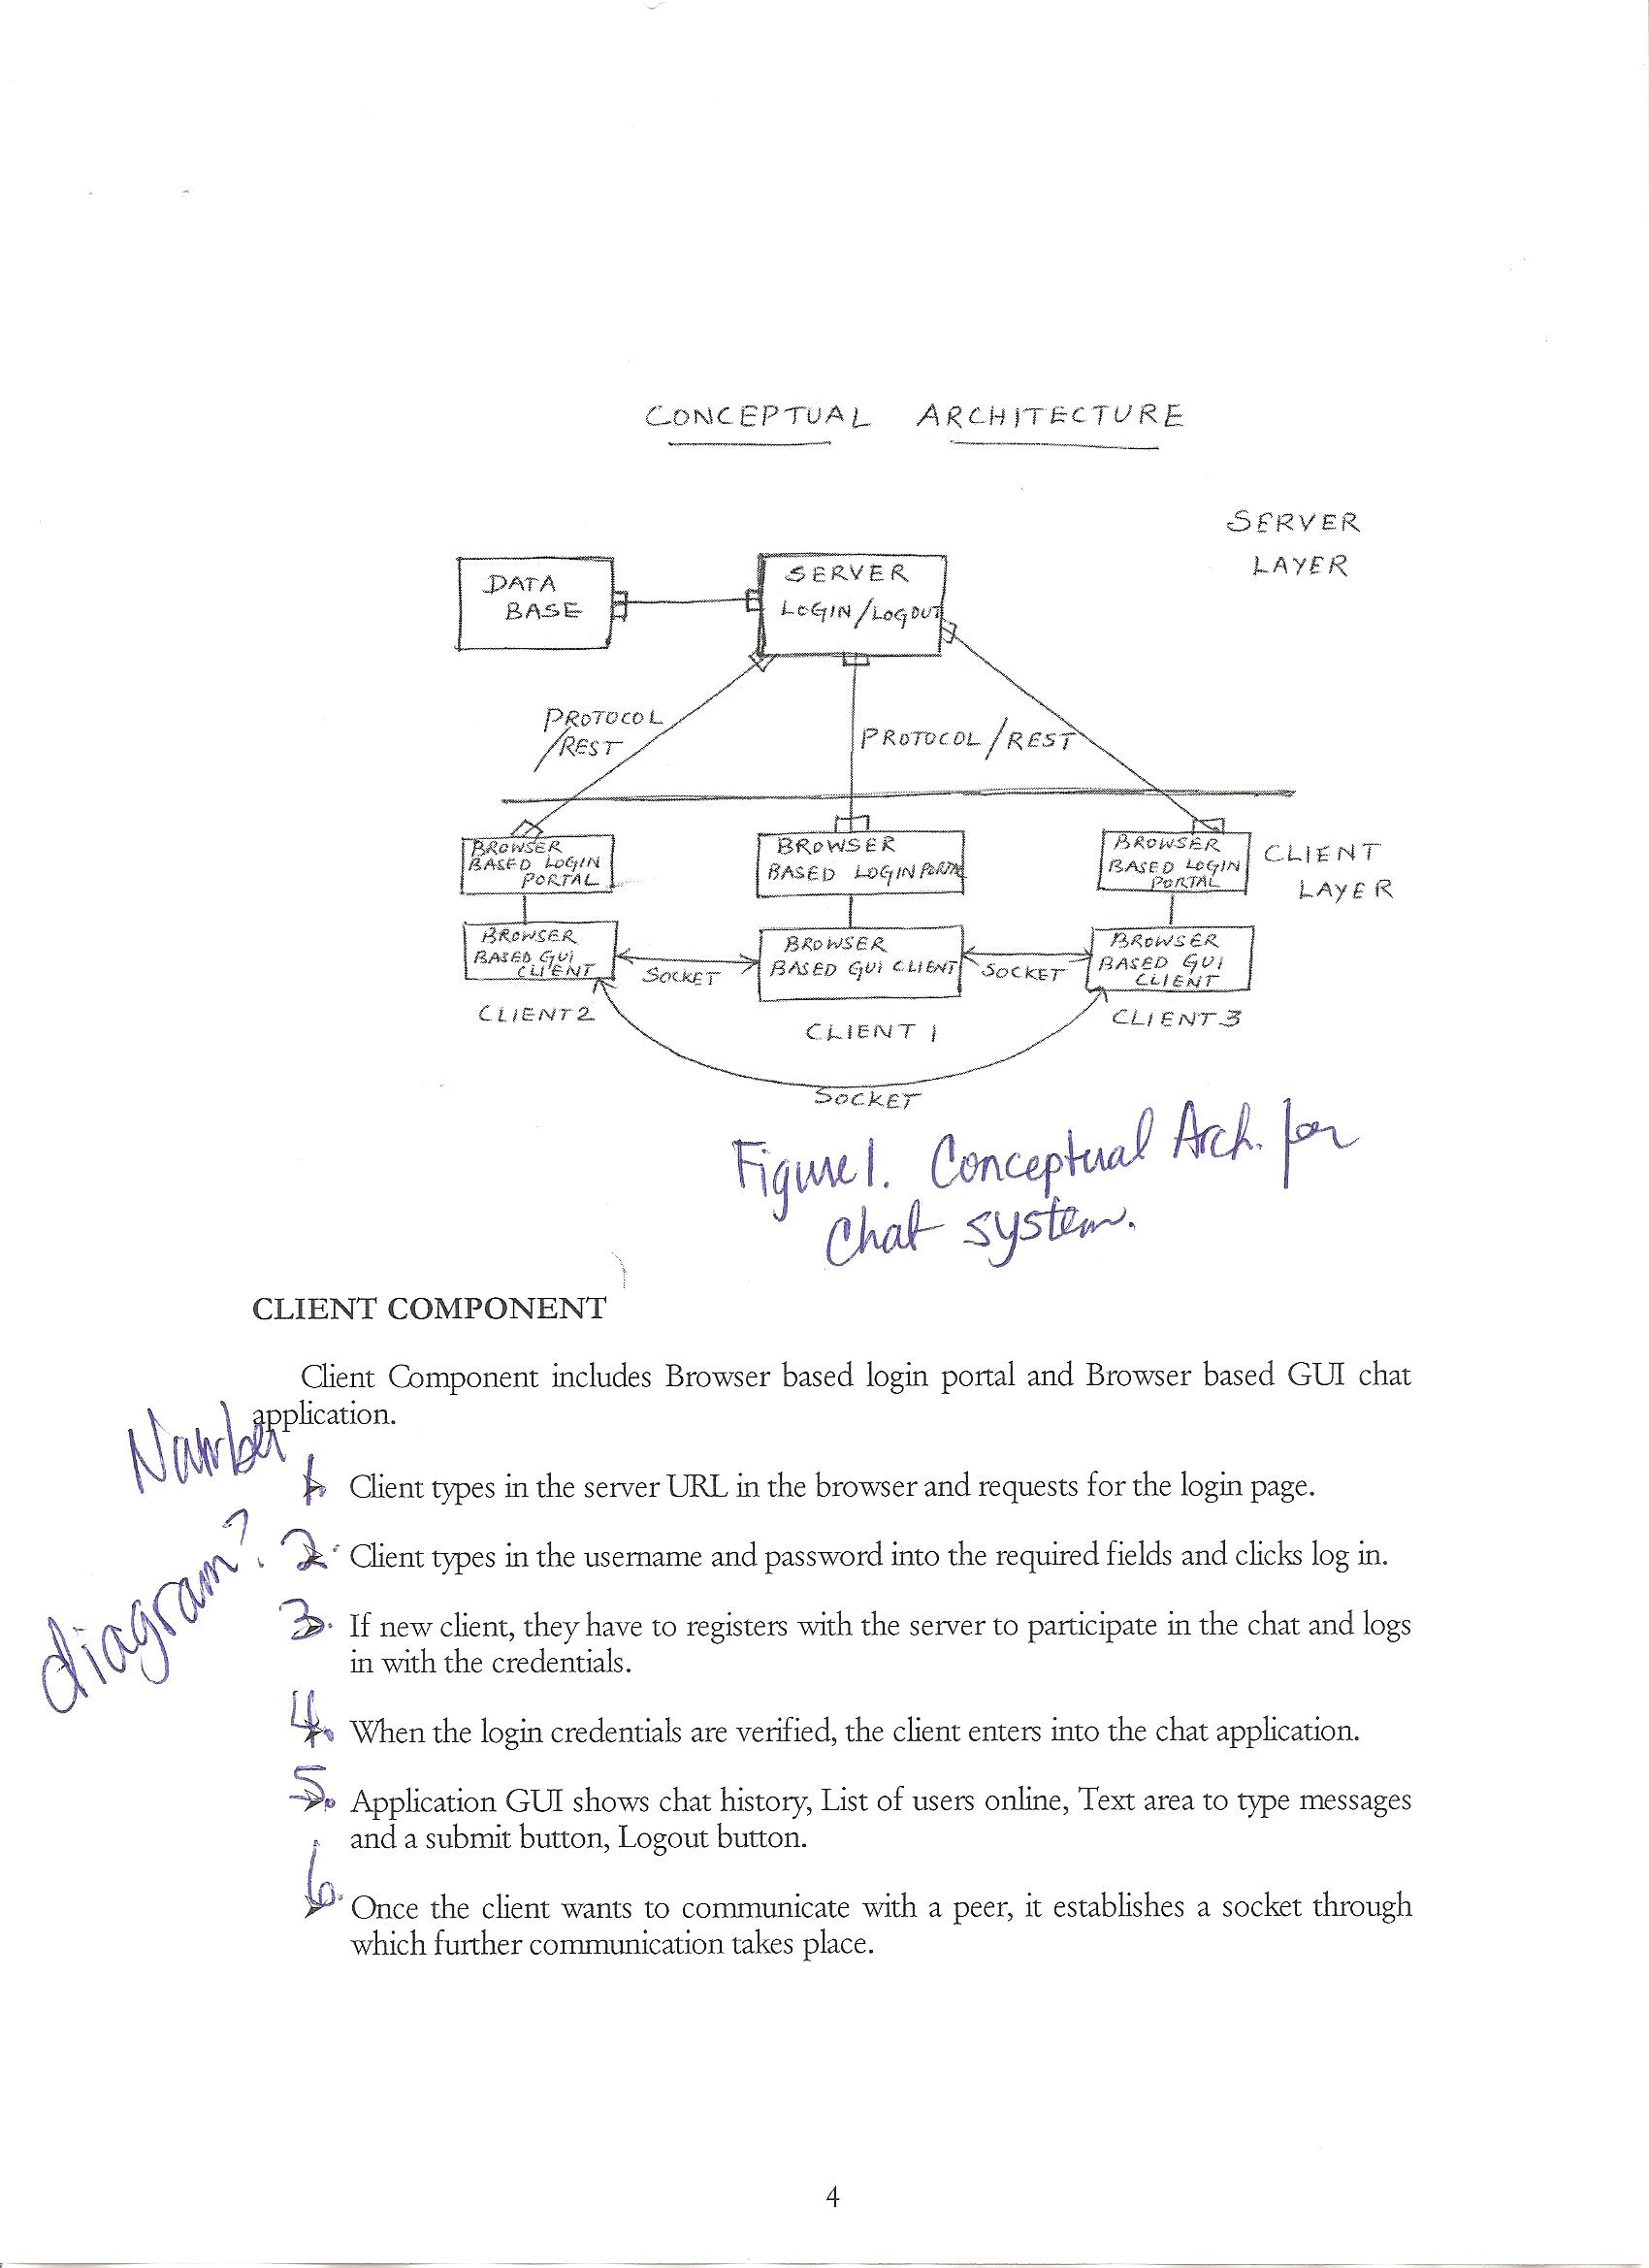 CONCEPTUAL ARCHITECTURE
SERVER
LAYER
DATA
BASE
SERVER
LOGIN/LOGOUT
PROTOCOL
/REST
PROTOCOL/REST
BROWSER
BASED LOGIN
PORTAL
BROWSER
BASED LOGIN PORTAL
BROWSER
BASED LOGIN
PORTAL
CLIENT
LAYER
BROWSER
BASED GUI
CLIENT
SOCKET
BROWSER
BASED GUI CLIENT
SOCKET
BROWSER
BASED GUI
CLIENT
CLIENT 2
CLIENT 1
CLIENT 3
SOCKET
Figure 1. Conceptual Arch. for
Chat system.
CLIENT COMPONENT
Client Component includes Browser based login portal and Browser based GUI chat
application.
Number
diagram?
1. Client types in the server URL in the browser and requests for the login page.
2. Client types in the username and password into the required fields and clicks log in.
3. If new client, they have to registers with the server to participate in the chat and logs
in with the credentials.
4. When the login credentials are verified, the client enters into the chat application.
5. Application GUI shows chat history, List of users online, Text area to type messages
and a submit button, Logout button.
6. Once the client wants to communicate with a peer, it establishes a socket through
which further communication takes place.
4